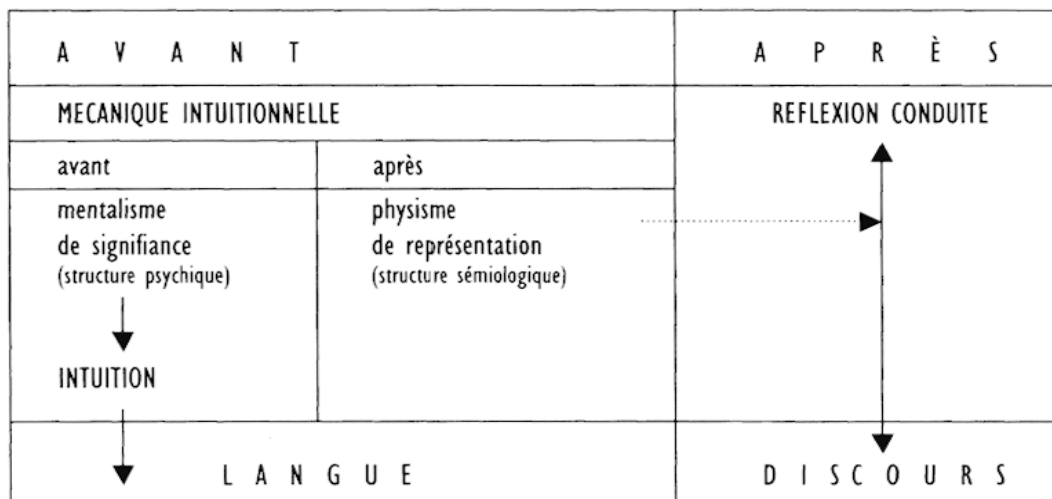 A V A N T
A P R È S
MECANIQUE INTUITIONNELLE
REFLEXION CONDUITE
avant
après
mentalisme
de signifiance
(structure psychique)
physisme
de représentation
(structure sémiologique)
INTUITION
L A N G U E
D I S C O U R S